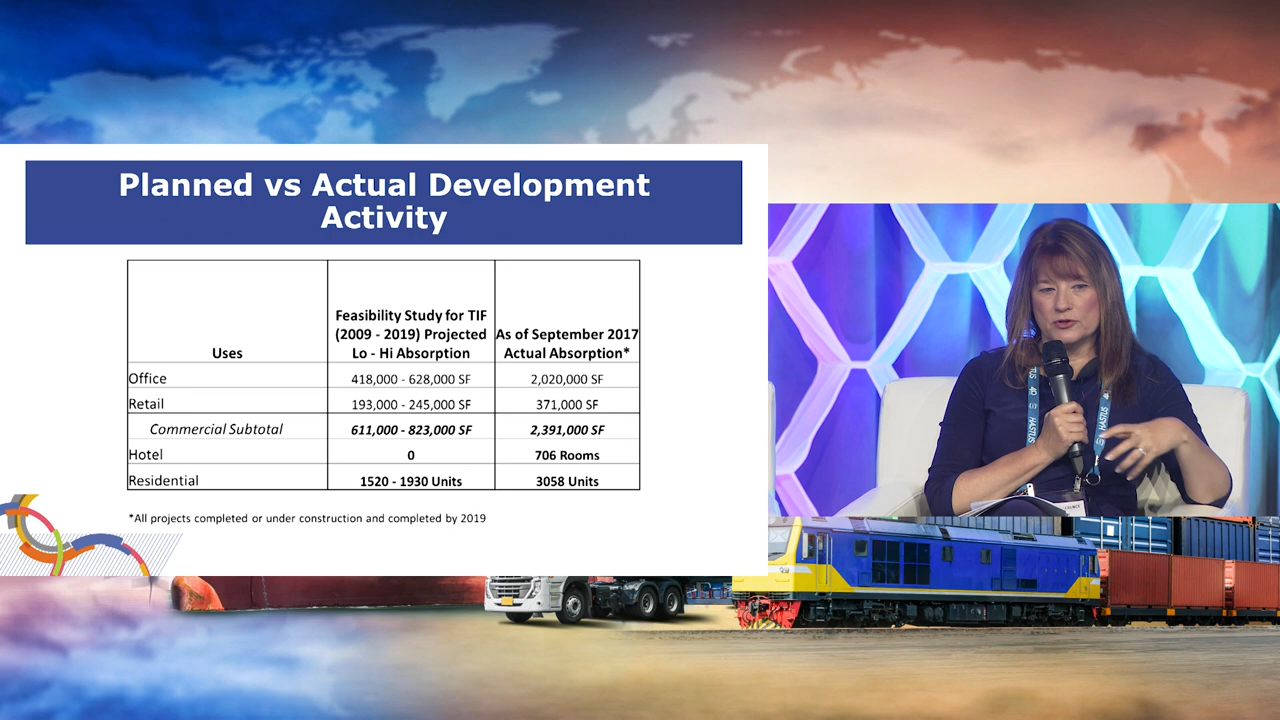 Planned vs Actual Development
Activity
Uses
Feasibility Study for TIF
(2009 - 2019) Projected
Lo - Hi Absorption
As of September 2017
Actual Absorption*
Office
418,000 - 628,000 SF
2,020,000 SF
Retail
193,000 - 245,000 SF
371,000 SF
Commercial Subtotal
611,000 - 823,000 SF
2,391,000 SF
Hotel
0
706 Rooms
Residential
1520 - 1930 Units
3058 Units
*All projects completed or under construction and completed by 2019
HASTUS